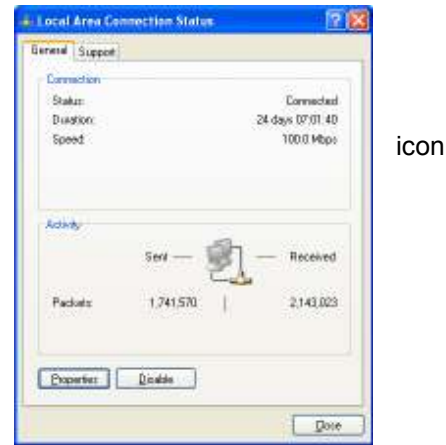 Local Area Connection Status
General Support
Connection
Status: Connected
Duration: 24 days 07:01:40
Speed: 100.0 Mbps
icon
Activity
Sent — — Received
Packets: 1,741,570 | 2,143,023
Properties Disable
Close